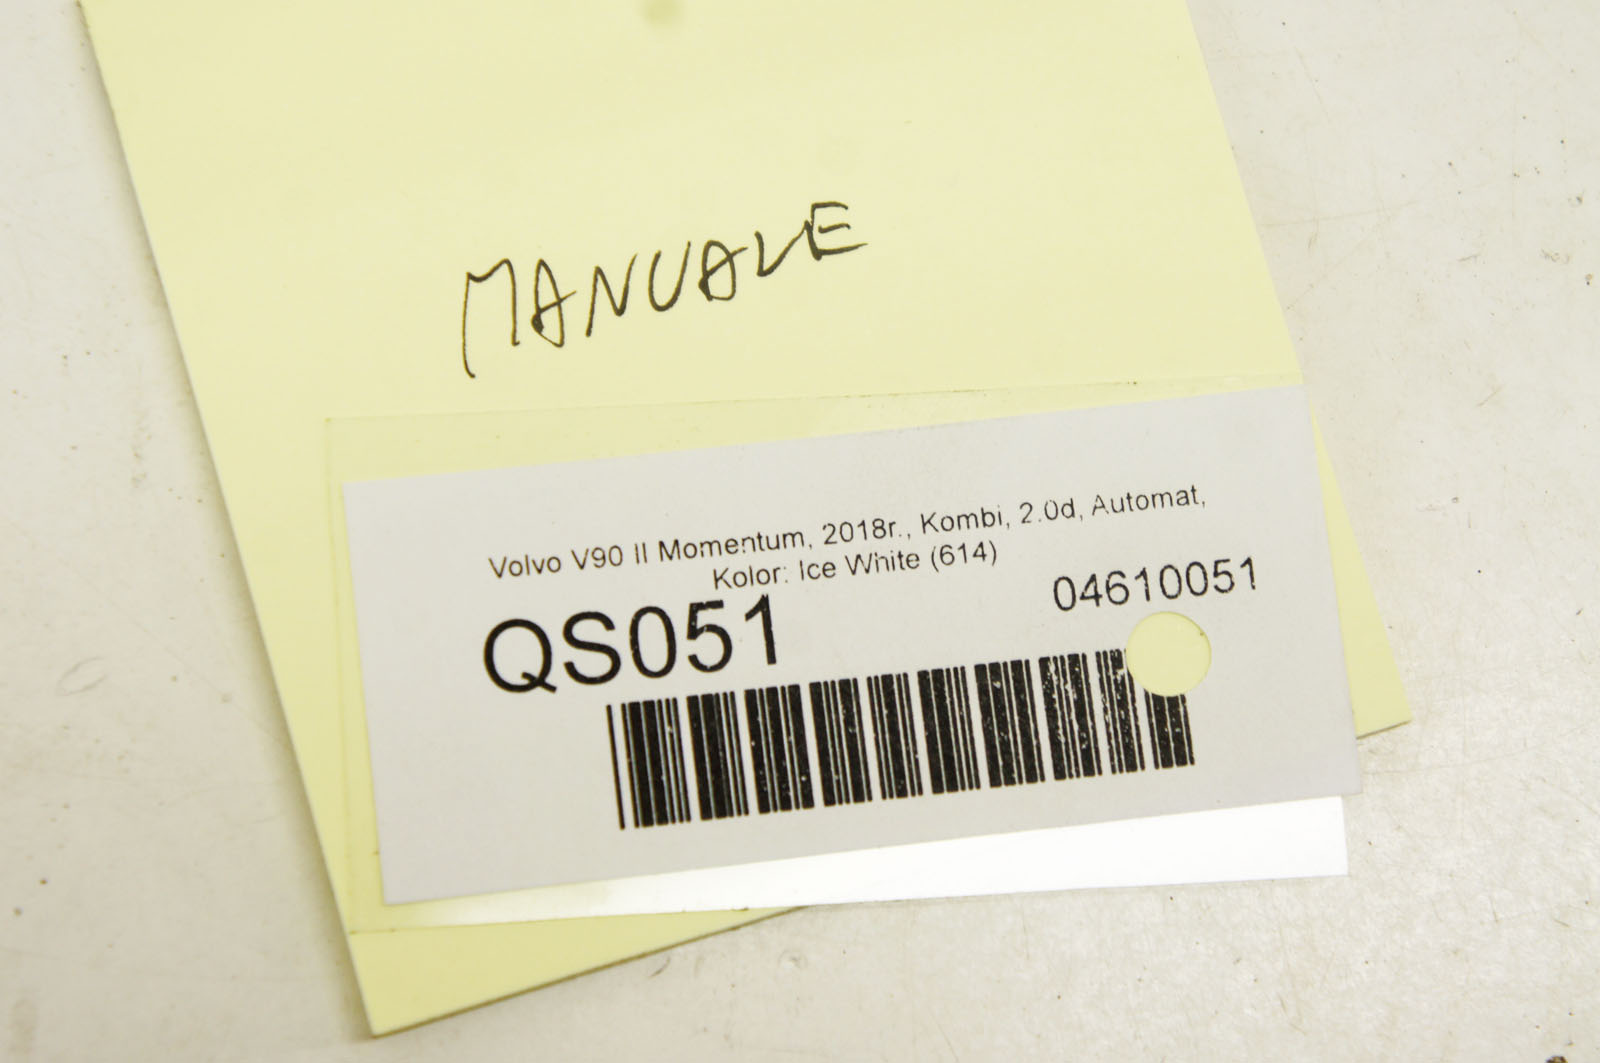 MANUALE
Volvo V90 II Momentum, 2018r., Kombi, 2.0d, Automat,
Kolor: Ice White (614)
04610051
QS051